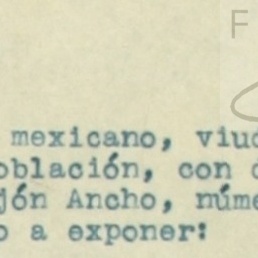 F
mexicano, viud
oblación, con
jón Ancho, núme
o a exponer: